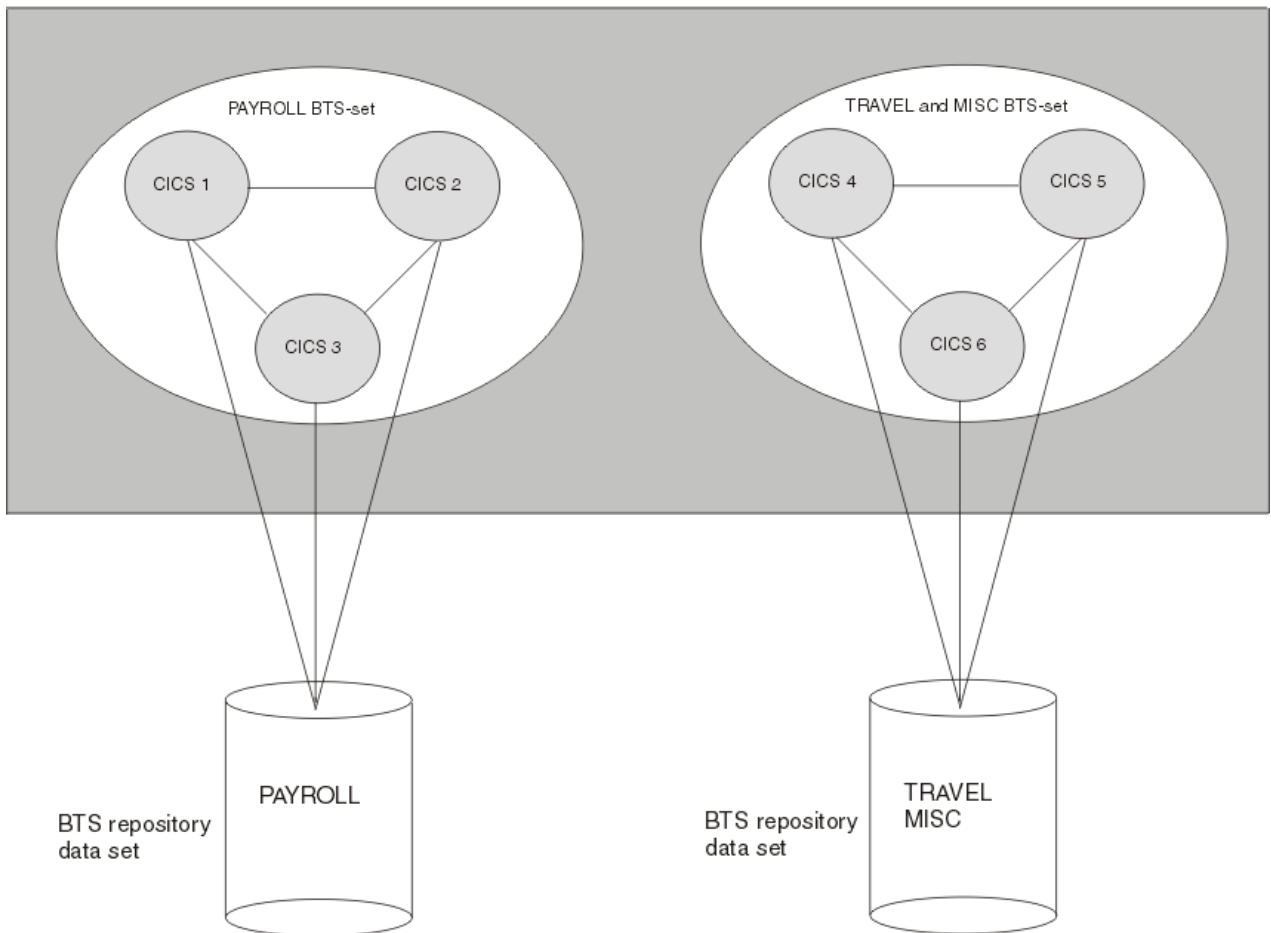 PAYROLL BTS-set
CICS 1
CICS 2
CICS 3
TRAVEL and MISC BTS-set
CICS 4
CICS 5
CICS 6
PAYROLL
BTS repository
data set
TRAVEL
MISC
BTS repository
data set